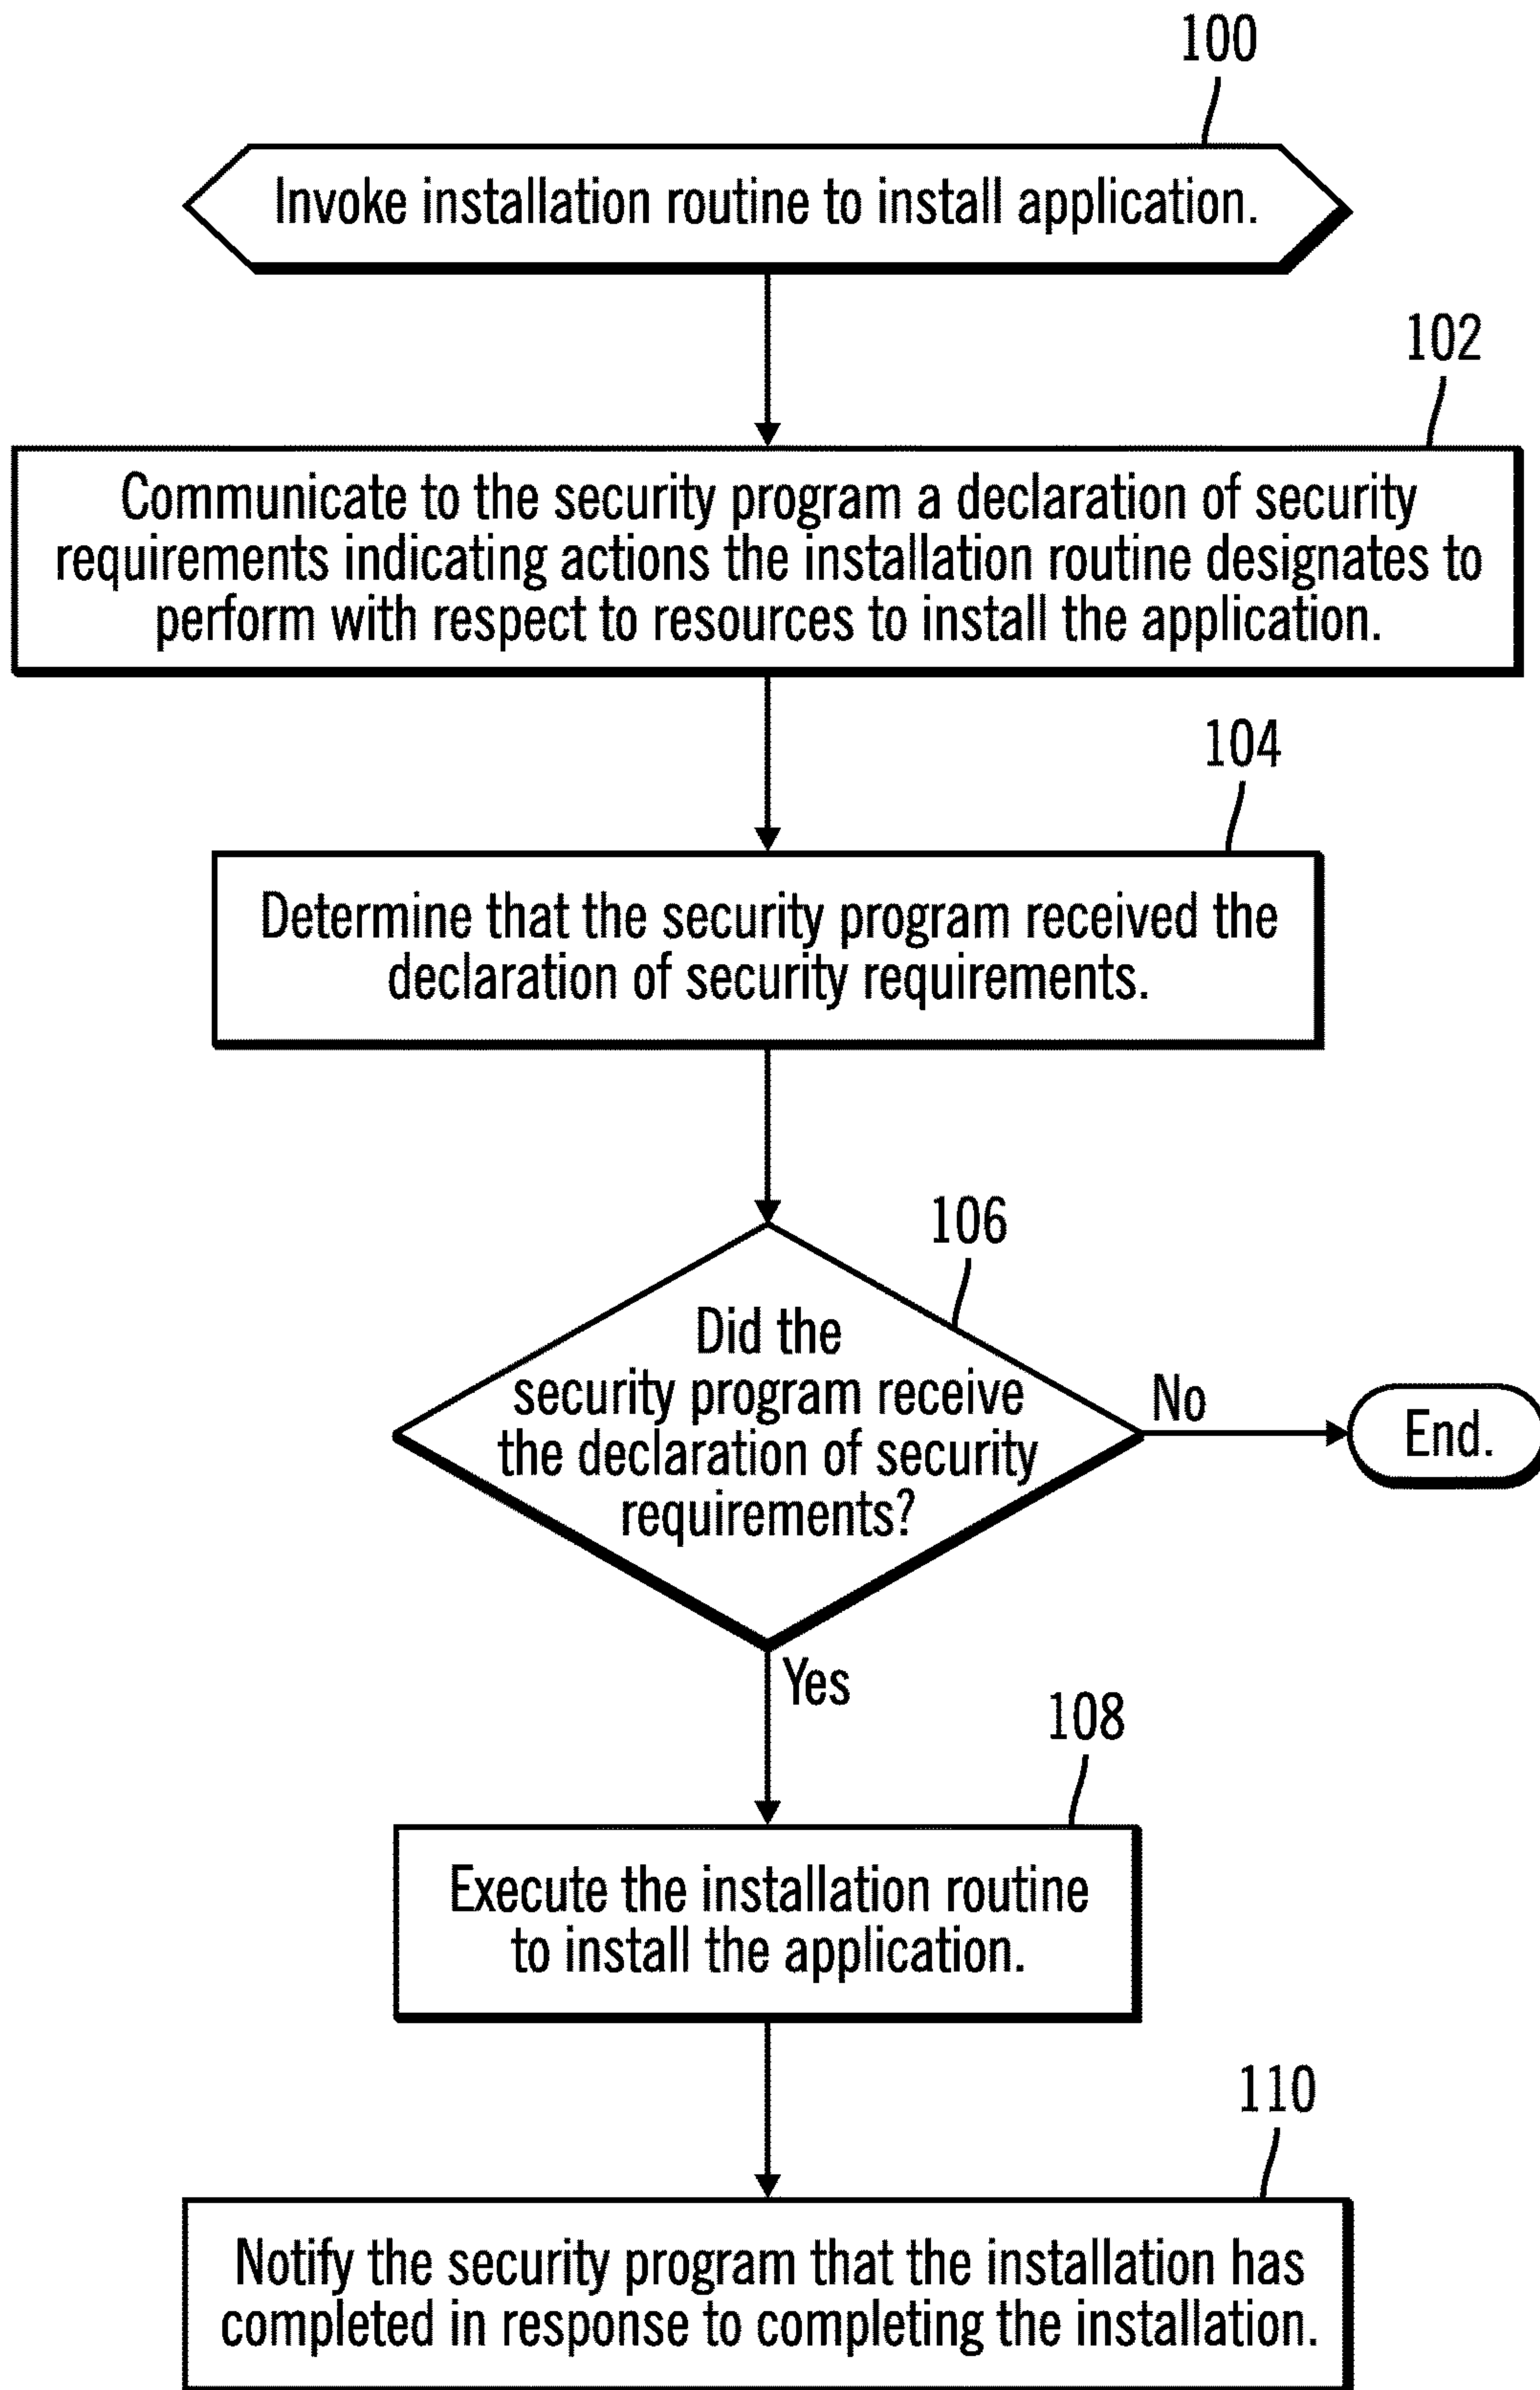 100
Invoke installation routine to install application.
102
Communicate to the security program a declaration of security
requirements indicating actions the installation routine designates to
perform with respect to resources to install the application.
104
Determine that the security program received the
declaration of security requirements.
106
Did the
security program receive
the declaration of security
requirements?
No
End.
Yes
108
Execute the installation routine
to install the application.
110
Notify the security program that the installation has
completed in response to completing the installation.